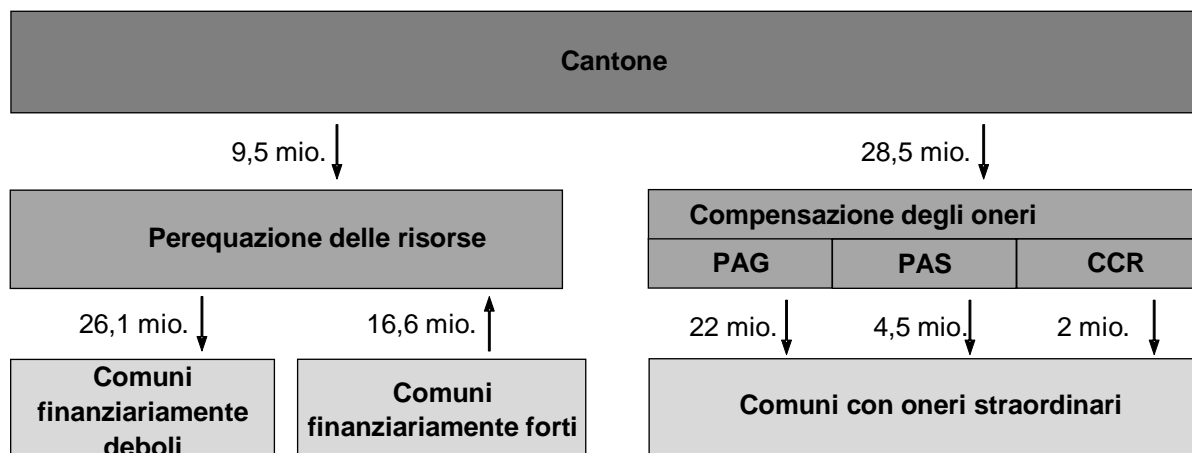 Cantone
9,5 mio.
28,5 mio.
Perequazione delle risorse
Compensazione degli oneri
PAG
PAS
CCR
26,1 mio.
16,6 mio.
22 mio.
4,5 mio.
2 mio.
Comuni
finanziariamente
deboli
Comuni
finanziariamente forti
Comuni con oneri straordinari